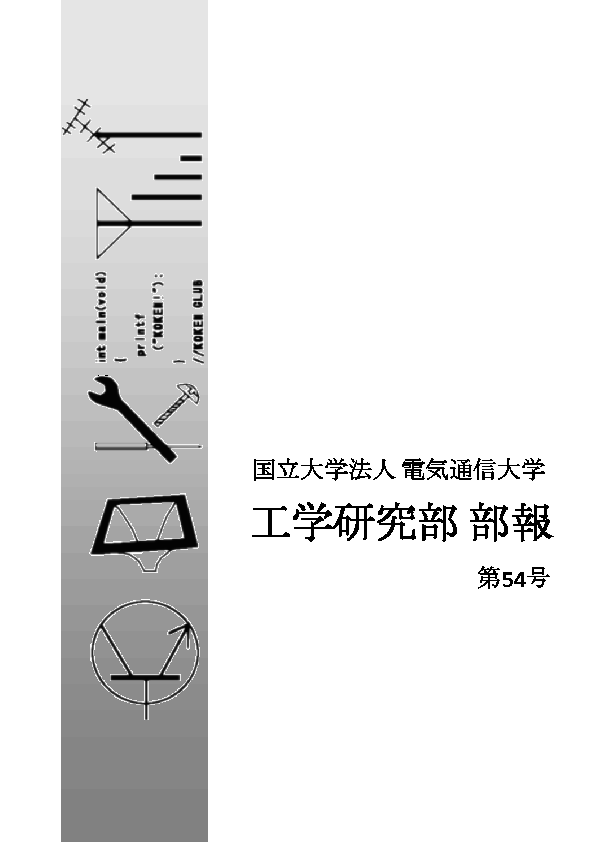 int main(void)
{
printf
("KOKEN!");
}
//KOKEN CLUB
国立大学法人 電気通信大学
工学研究部 部報
第54号